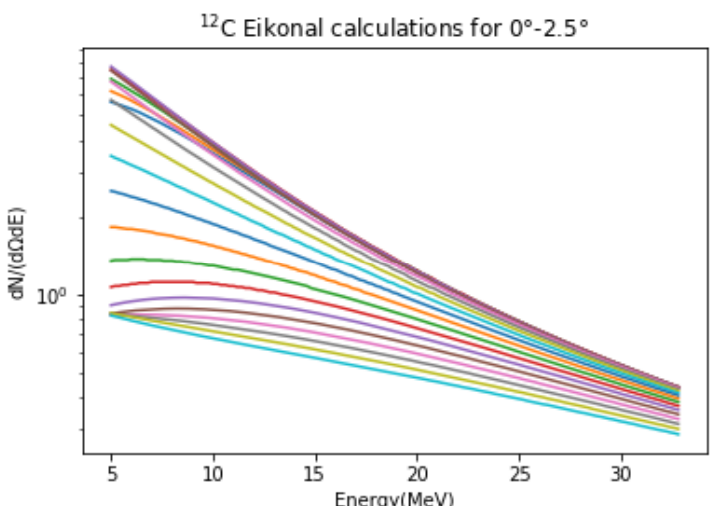 ¹²C Eikonal calculations for 0°-2.5°
dN/(dΩdE)
10⁰
5 10 15 20 25 30
Energy(MeV)